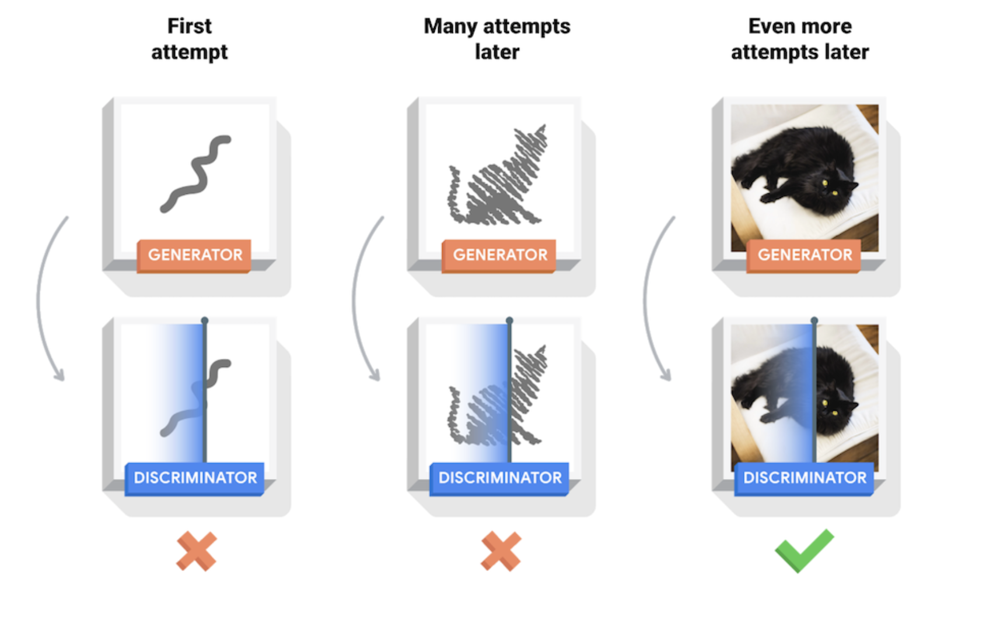 First
attempt
Many attempts
later
Even more
attempts later
GENERATOR
GENERATOR
GENERATOR
DISCRIMINATOR
DISCRIMINATOR
DISCRIMINATOR